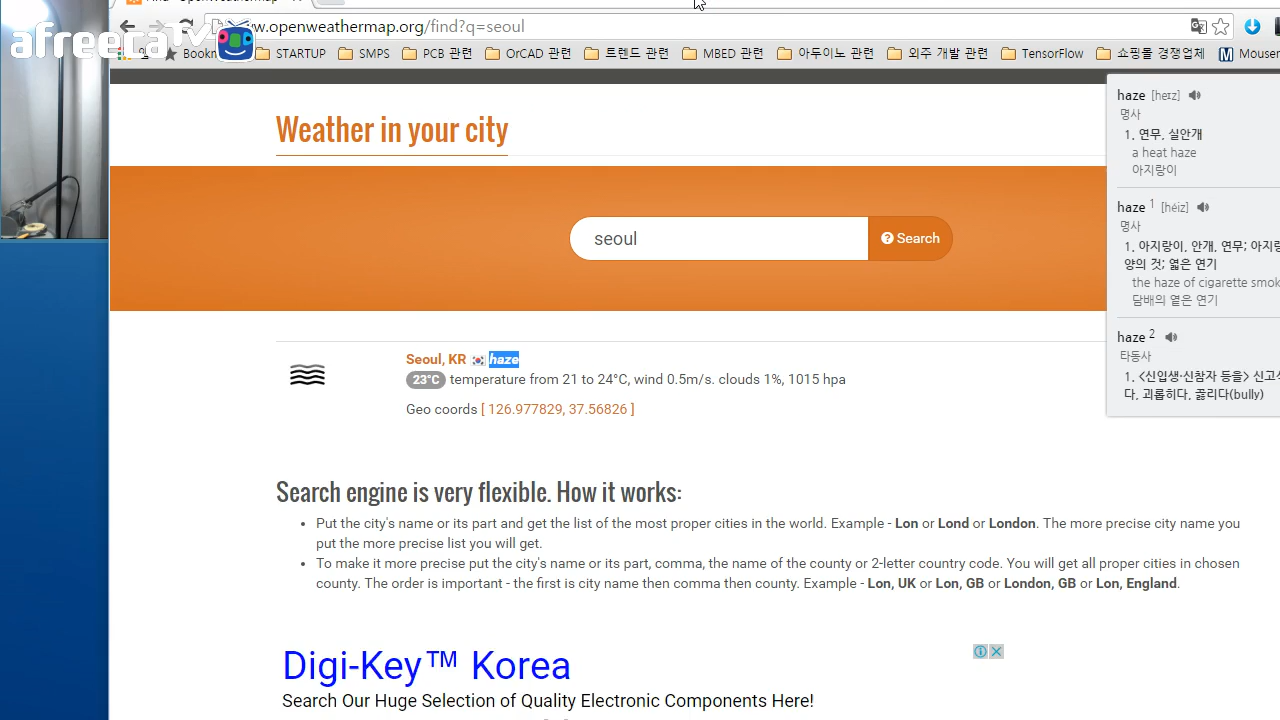 Find - OpenWeatherMap
afreecaTV
w.openweathermap.org/find?q=seoul
Bookm
STARTUP
SMPS
PCB 관련
OrCAD 관련
트렌드 관련
MBED 관련
아두이노 관련
외주 개발 관련
TensorFlow
쇼핑몰 경쟁업체
M Mouser
Weather in your city
seoul
Search
Seoul, KR haze
23°C temperature from 21 to 24°C, wind 0.5m/s. clouds 1%, 1015 hpa
Geo coords [ 126.977829, 37.56826 ]
haze [heɪz]
명사
1. 연무, 실안개
a heat haze
아지랑이
haze 1 [héiz]
명사
1. 아지랑이, 안개, 연무; 아지랑
양의 것; 엷은 연기
the haze of cigarette smok
담배의 옅은 연기
haze 2
타동사
1. <신입생·신참자 등을> 신고식
다, 괴롭히다, 곯리다(bully)
Search engine is very flexible. How it works:
• Put the city's name or its part and get the list of the most proper cities in the world. Example - Lon or Lond or London. The more precise city name you
put the more precise list you will get.
• To make it more precise put the city's name or its part, comma, the name of the county or 2-letter country code. You will get all proper cities in chosen
county. The order is important - the first is city name then comma then county. Example - Lon, UK or Lon, GB or London, GB or Lon, England.
Digi-Key™ Korea
Search Our Huge Selection of Quality Electronic Components Here!